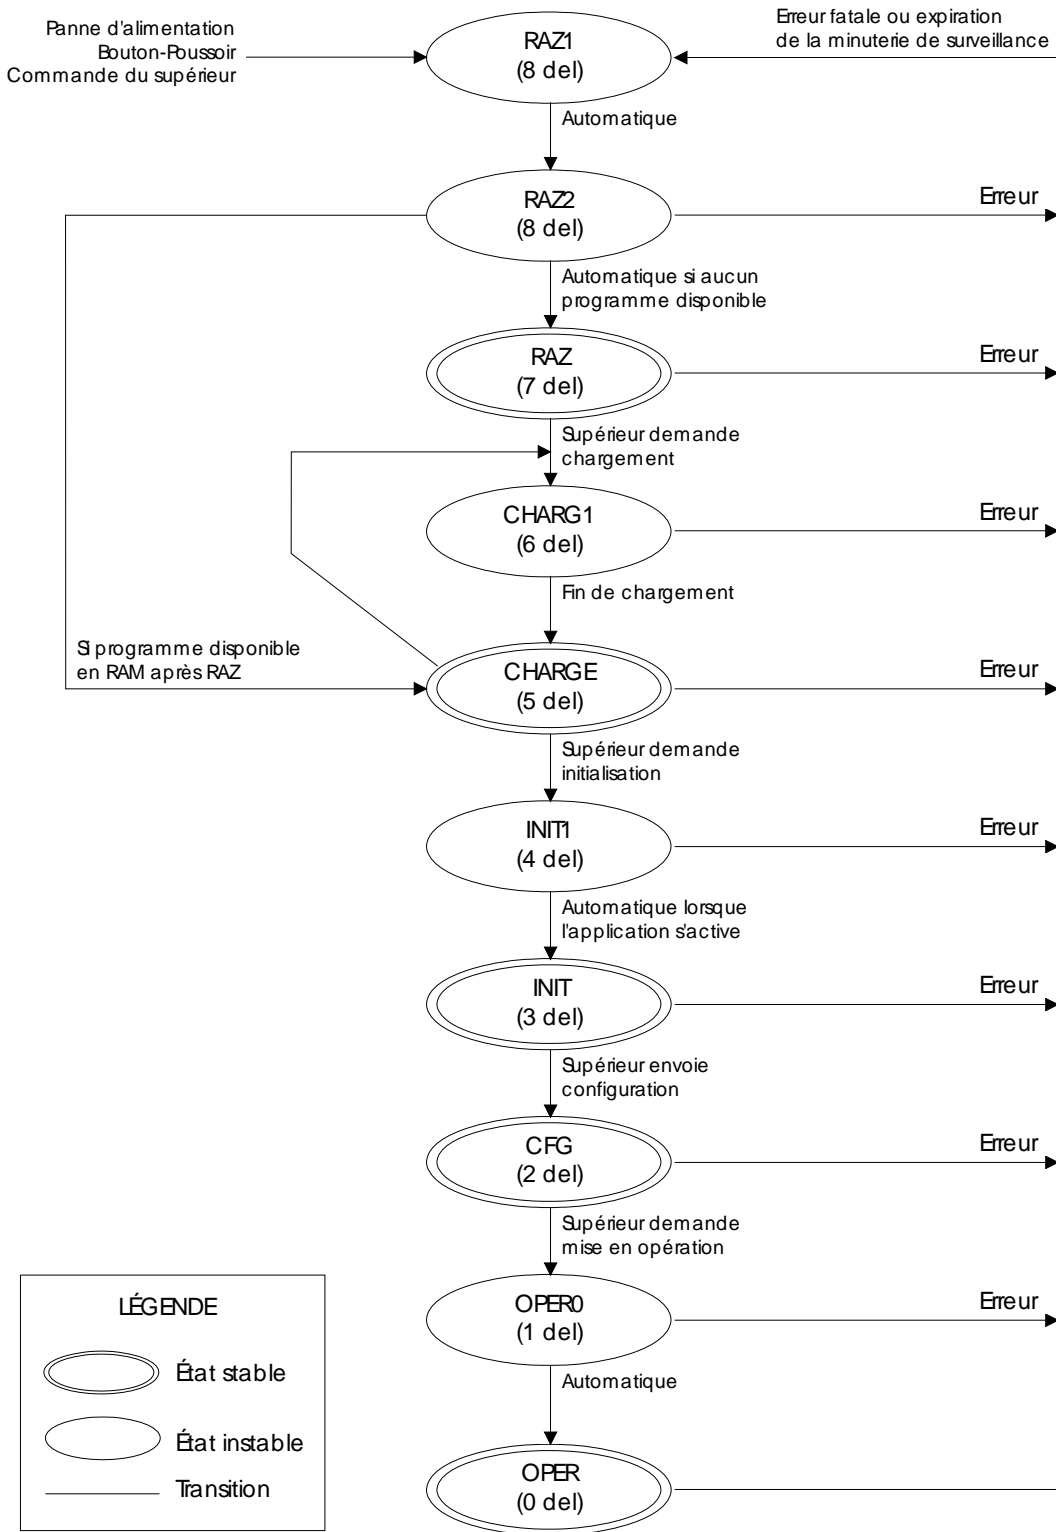 Panne d'alimentation
Bouton-Poussoir
Commande du supérieur
RAZ1
(8 del)
Erreur fatale ou expiration
de la minuterie de surveillance
Automatique
RAZ2
(8 del)
Erreur
Automatique si aucun
programme disponible
RAZ
(7 del)
Erreur
Supérieur demande
chargement
CHARG1
(6 del)
Erreur
Fin de chargement
Si programme disponible
en RAM après RAZ
CHARGE
(5 del)
Erreur
Supérieur demande
initialisation
INIT1
(4 del)
Erreur
Automatique lorsque
l'application s'active
INIT
(3 del)
Erreur
Supérieur envoie
configuration
CFG
(2 del)
Erreur
Supérieur demande
mise en opération
OPER0
(1 del)
Erreur
Automatique
OPER
(0 del)
LÉGENDE
État stable
État instable
Transition